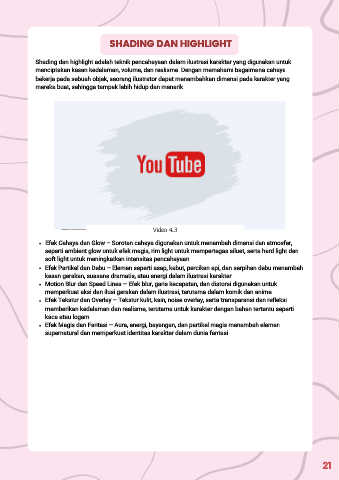 SHADING DAN HIGHLIGHT
Shading dan highlight adalah teknik pencahayaan dalam ilustrasi karakter yang digunakan untuk
menciptakan kesan kedalaman, volume, dan realisme. Dengan memahami bagaimana cahaya
bekerja pada sebuah objek, seorang ilustrator dapat menambahkan dimensi pada karakter yang
mereka buat, sehingga tampak lebih hidup dan menarik
YouTube
Video 4.3
• Efek Cahaya dan Glow – Sorotan cahaya digunakan untuk menambah dimensi dan atmosfer,
seperti ambient glow untuk efek magis, rim light untuk mempertegas siluet, serta hard light dan
soft light untuk meningkatkan intensitas pencahayaan
• Efek Partikel dan Debu – Elemen seperti asap, kabut, percikan api, dan serpihan debu menambah
kesan gerakan, suasana dramatis, atau energi dalam ilustrasi karakter
• Motion Blur dan Speed Lines – Efek blur, garis kecepatan, dan distorsi digunakan untuk
memperkuat aksi dan ilusi gerakan dalam ilustrasi, terutama dalam komik dan anime
• Efek Tekstur dan Overlay – Tekstur kulit, kain, noise overlay, serta transparansi dan refleksi
memberikan kedalaman dan realisme, terutama untuk karakter dengan bahan tertentu seperti
kaca atau logam
• Efek Magis dan Fantasi – Aura, energi, bayangan, dan partikel magis menambah elemen
supernatural dan memperkuat identitas karakter dalam dunia fantasi
21